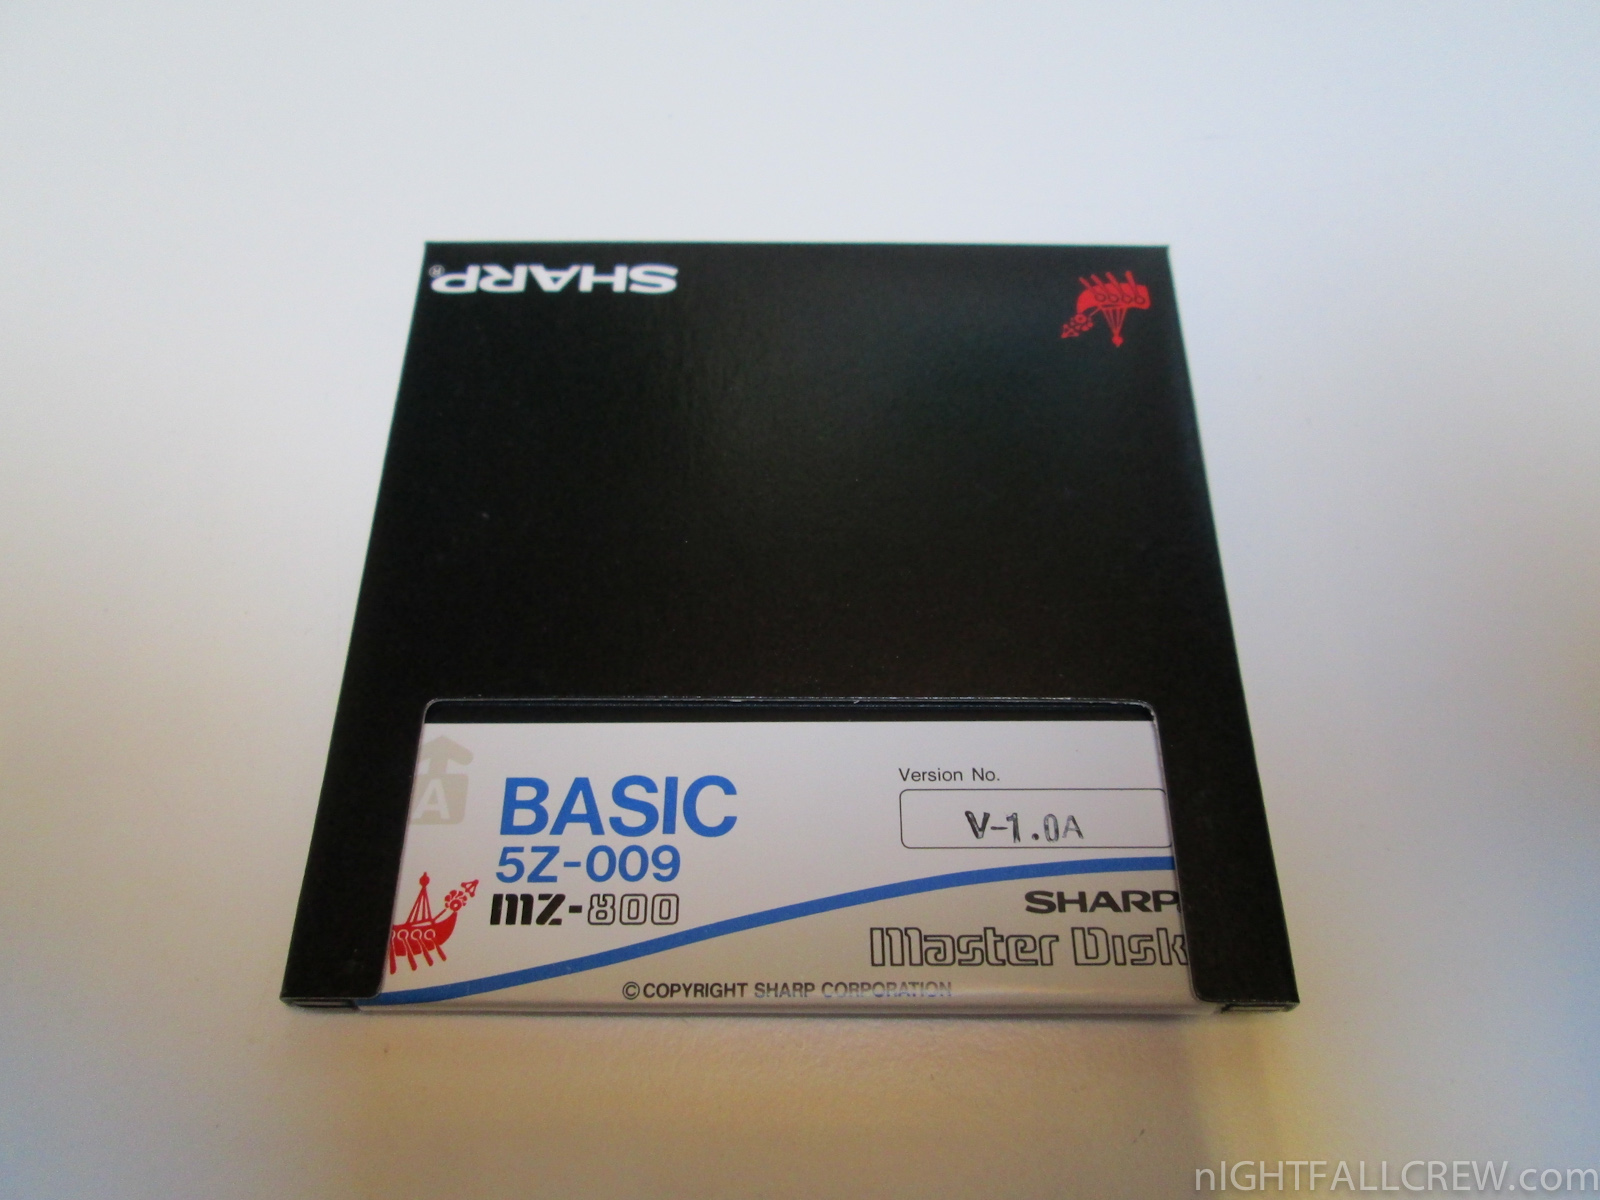 SHARP®
A
BASIC
5Z-009
MZ-800
Version No.
V-1.0A
SHARP
Master Disk
©COPYRIGHT SHARP CORPORATION
nIGHTFALLCREW.com